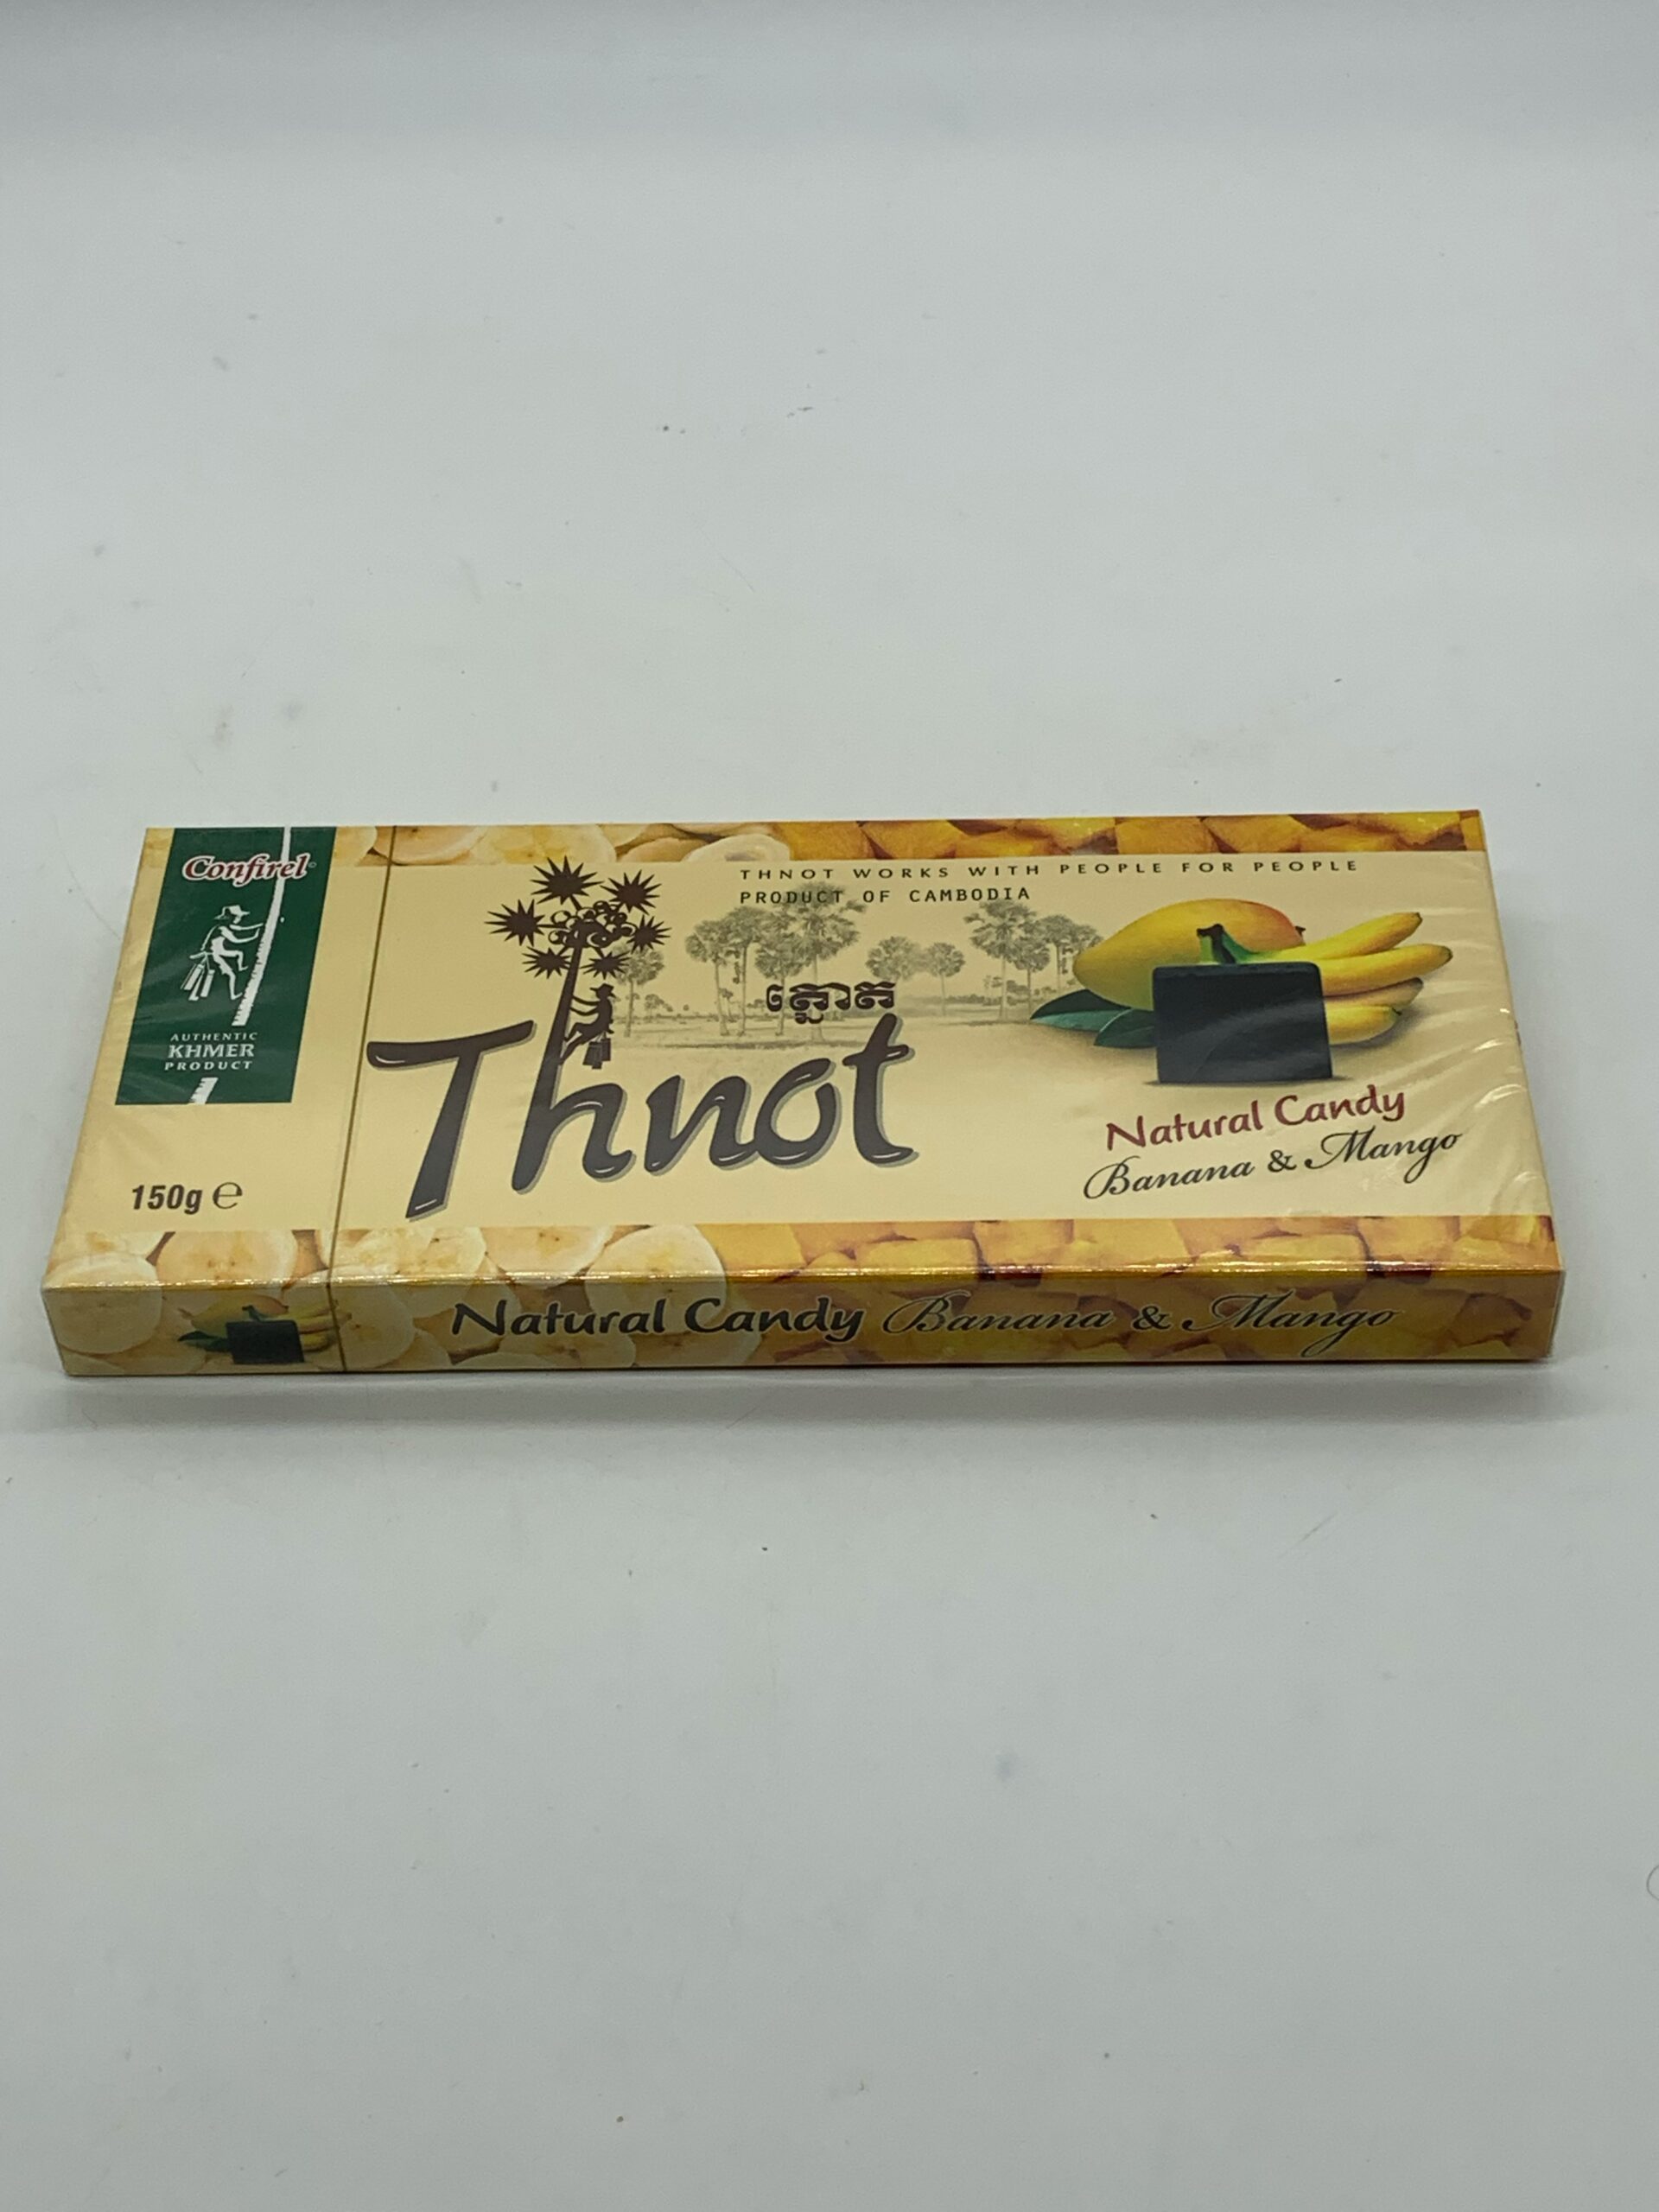 Confirel
AUTHENTIC
KHMER
PRODUCT
150g ℮
THNOT WORKS WITH PEOPLE FOR PEOPLE
PRODUCT OF CAMBODIA
ត្នោត
Thnot
Natural Candy
Banana & Mango
Natural Candy Banana & Mango